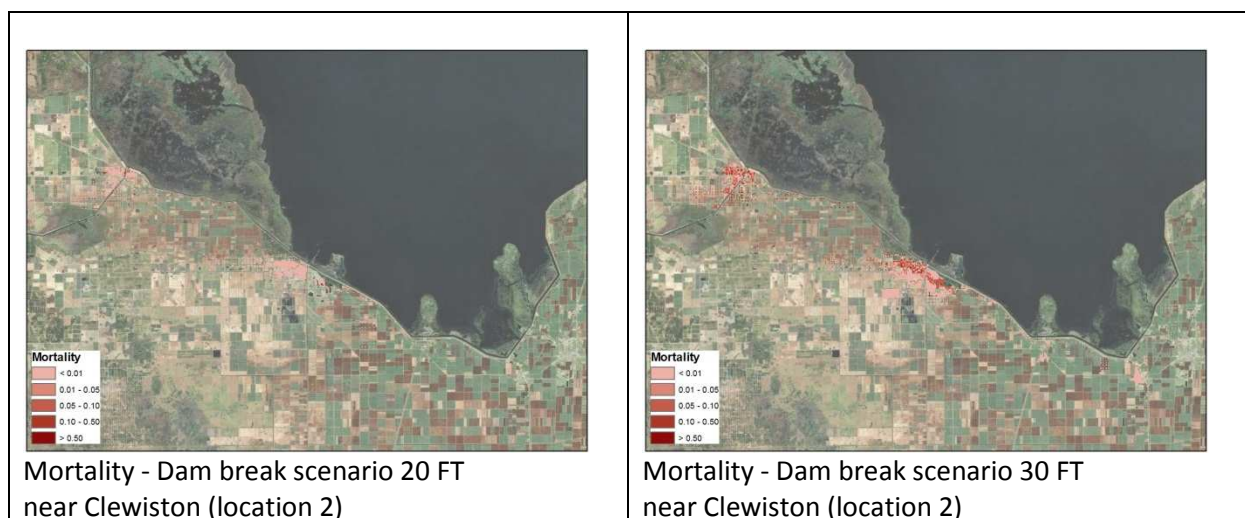 Mortality
< 0.01
0.01 - 0.05
0.05 - 0.10
0.10 - 0.50
> 0.50
Mortality - Dam break scenario 20 FT
near Clewiston (location 2)
Mortality
< 0.01
0.01 - 0.05
0.05 - 0.10
0.10 - 0.50
> 0.50
Mortality - Dam break scenario 30 FT
near Clewiston (location 2)